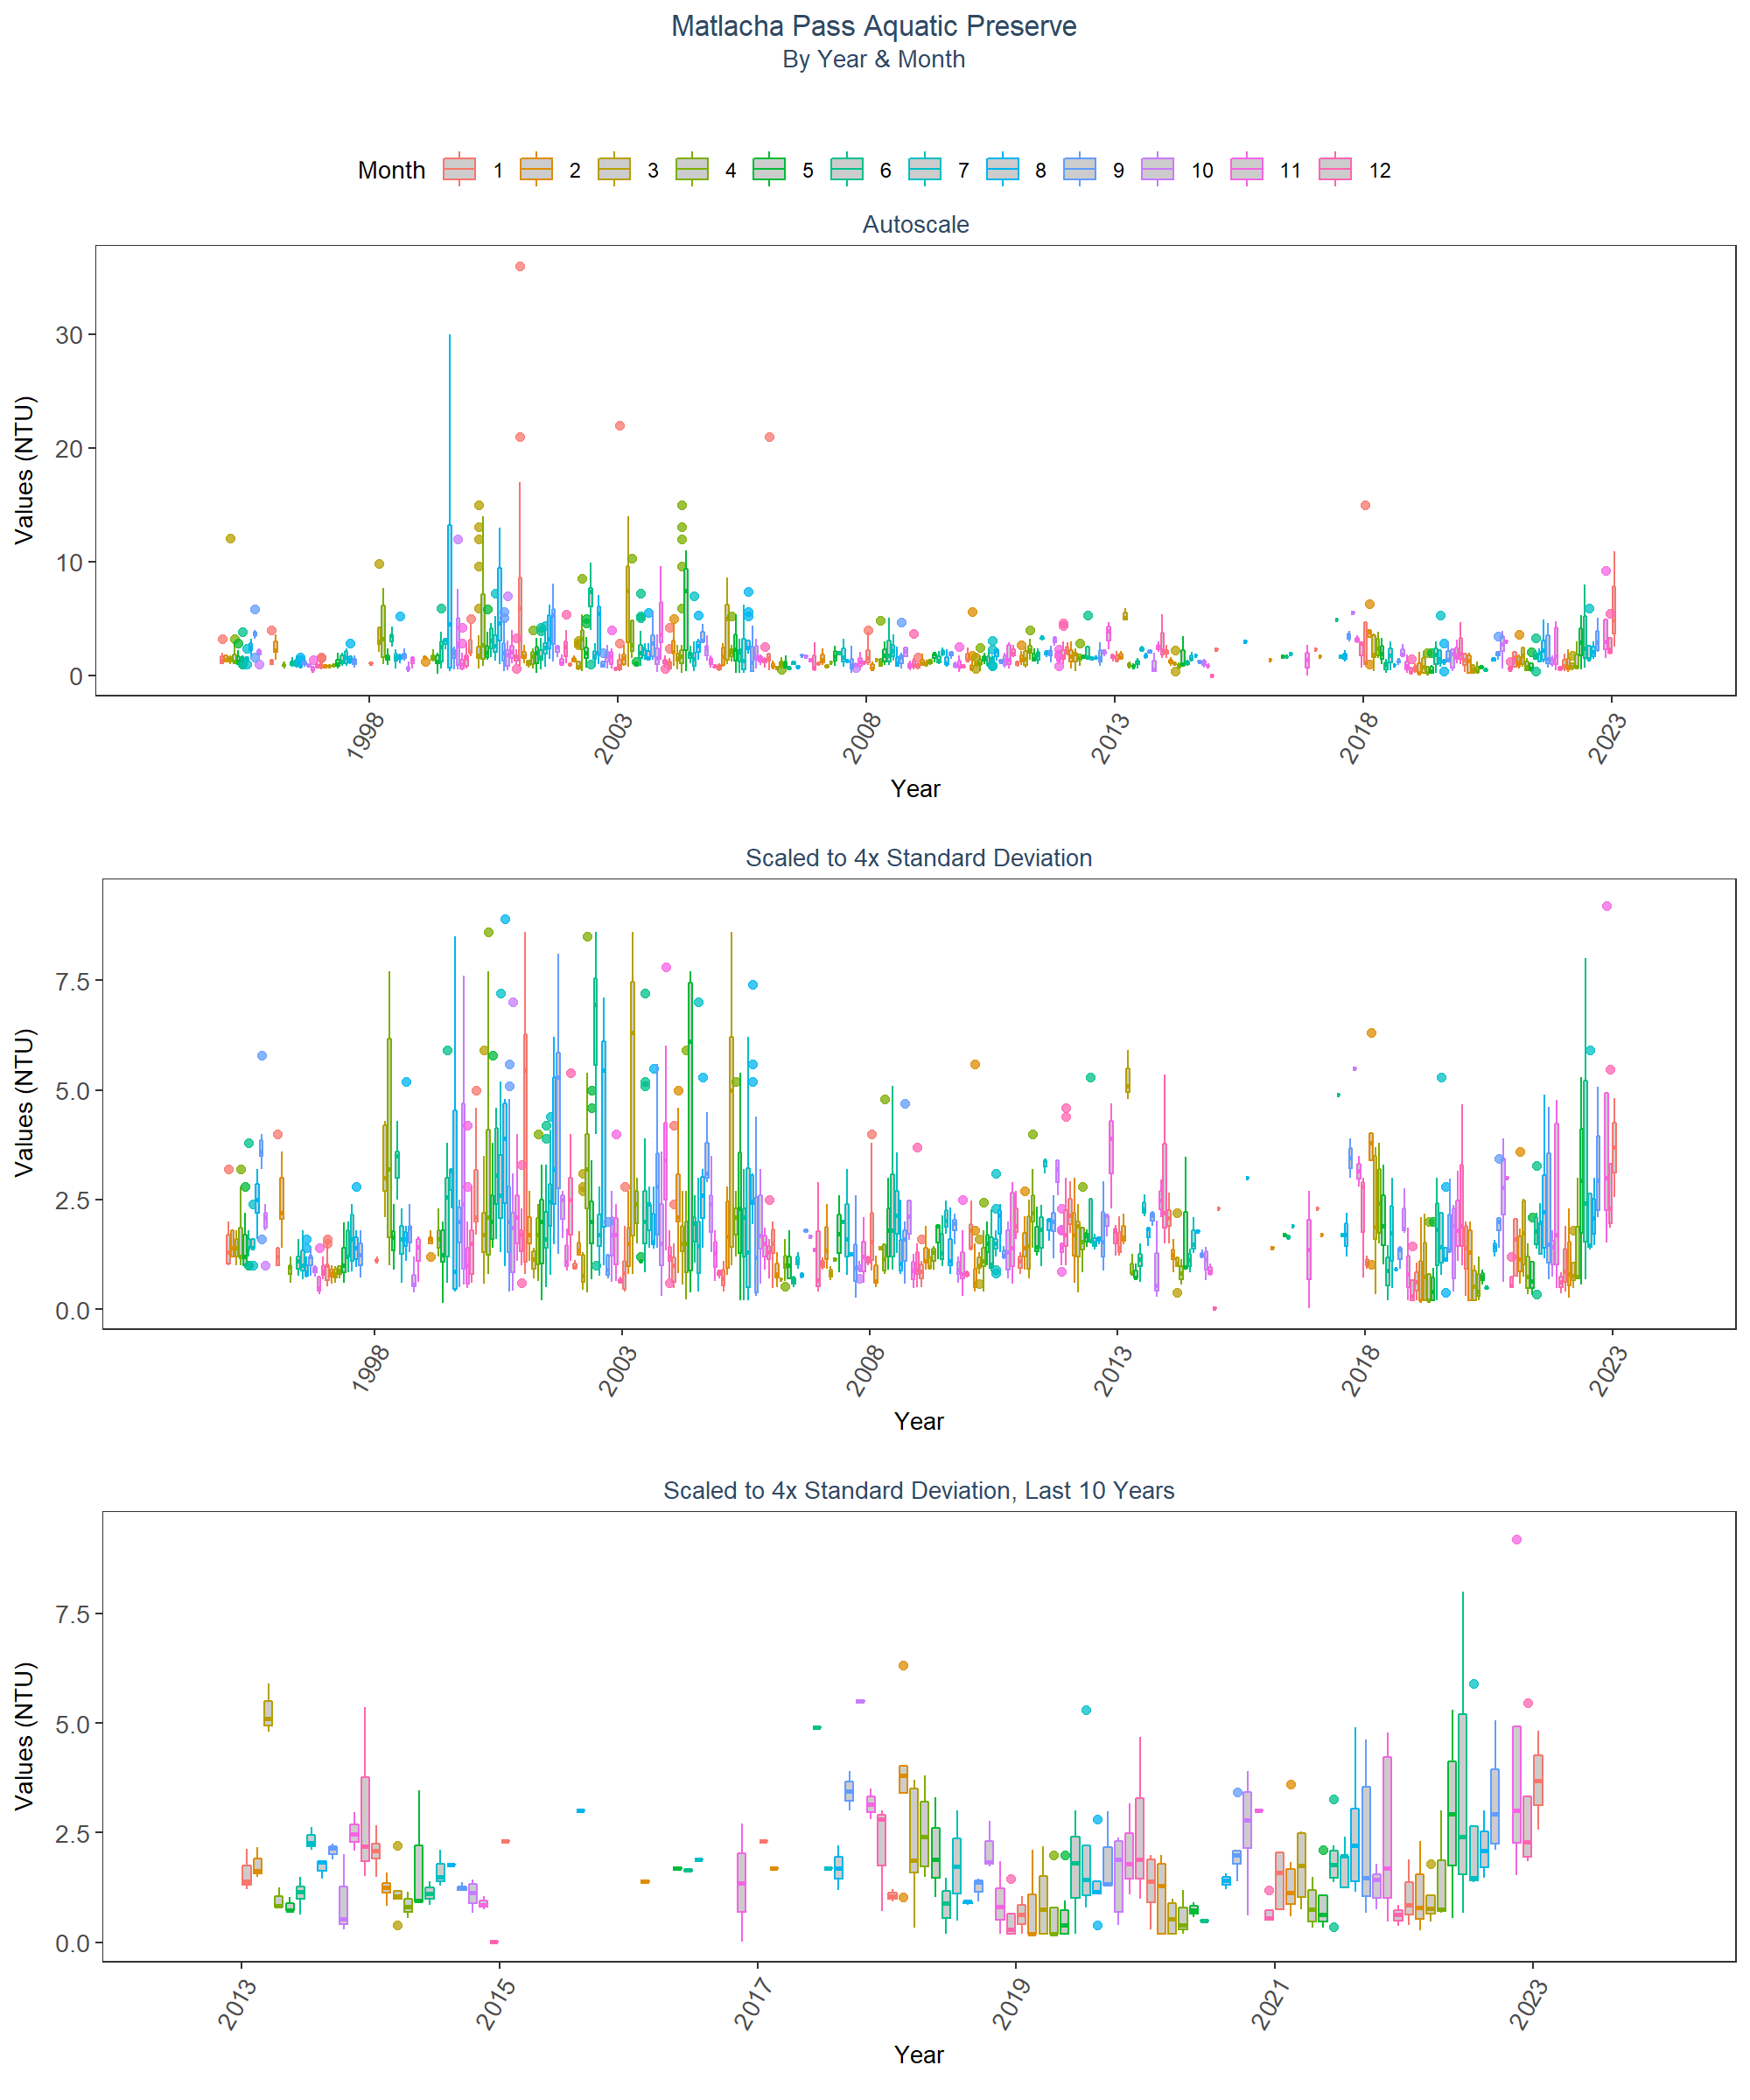 Matlacha Pass Aquatic Preserve
By Year & Month
Month 1 2 3 4 5 6 7 8 9 10 11 12
Autoscale
Values (NTU)
30
20
10
0
1998 2003 2008 2013 2018 2023
Year
Scaled to 4x Standard Deviation
Values (NTU)
7.5
5.0
2.5
0.0
1998 2003 2008 2013 2018 2023
Year
Scaled to 4x Standard Deviation, Last 10 Years
Values (NTU)
7.5
5.0
2.5
0.0
2013 2015 2017 2019 2021 2023
Year